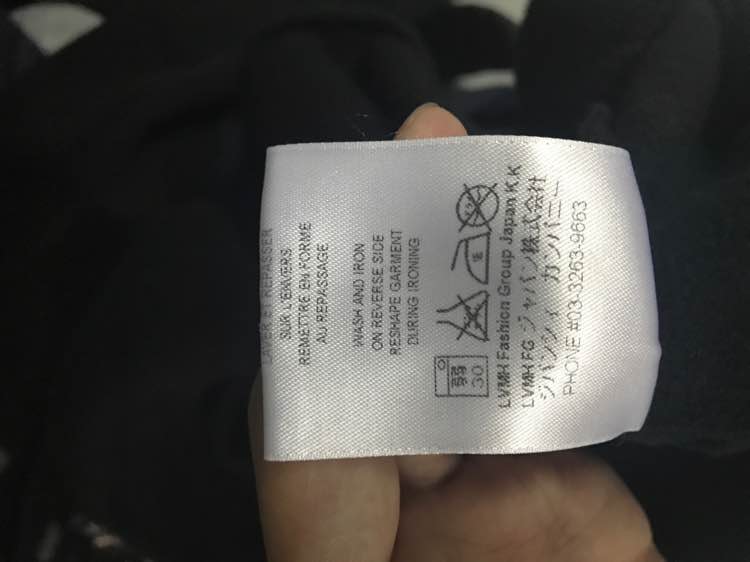 LAVER ET REPASSER
SUR L'ENVERS
REMETTRE EN FORME
AU REPASSAGE
WASH AND IRON
ON REVERSE SIDE
RESHAPE GARMENT
DURING IRONING
弱
30
低
LVMH Fashion Group Japan K.K
LVMH FG ジャパン株式会社
ジバンシィ カンパニー
PHONE #03-3263-9663